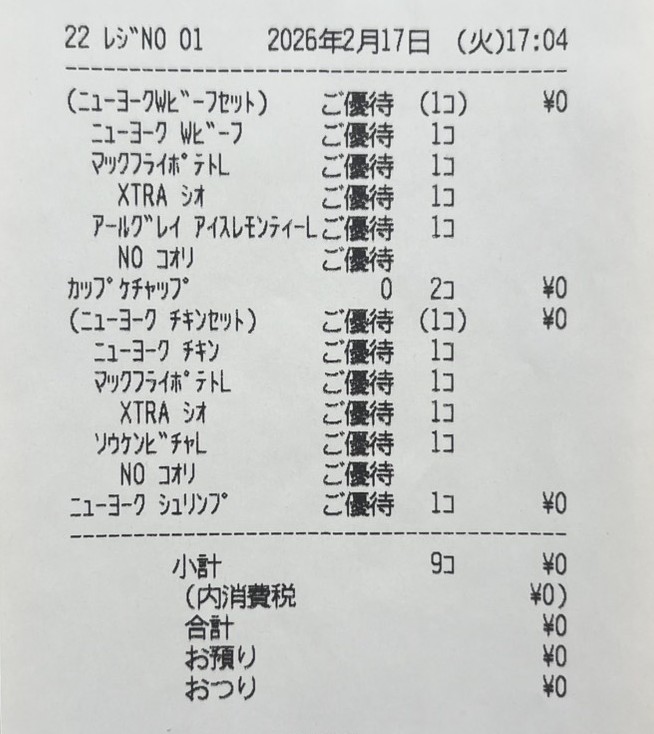 22 ﾚｼﾞNO 01 2026年2月17日 (火)17:04
(ﾆｭｰﾖｰｸWﾋﾞｰﾌｾｯﾄ) ご優待 (1ｺ) ¥0
ﾆｭｰﾖｰｸ Wﾋﾞｰﾌ ご優待 1ｺ
ﾏｯｸﾌﾗｲﾎﾟﾃﾄL ご優待 1ｺ
XTRA ｼｵ ご優待 1ｺ
ｱｰﾙｸﾞﾚｲ ｱｲｽﾚﾓﾝﾃｨｰL ご優待 1ｺ
NO ｺｵﾘ ご優待
ｶｯﾌﾟｹﾁｬｯﾌﾟ 0 2ｺ ¥0
(ﾆｭｰﾖｰｸ ﾁｷﾝｾｯﾄ) ご優待 (1ｺ) ¥0
ﾆｭｰﾖｰｸ ﾁｷﾝ ご優待 1ｺ
ﾏｯｸﾌﾗｲﾎﾟﾃﾄL ご優待 1ｺ
XTRA ｼｵ ご優待 1ｺ
ｿｳｹﾝﾋﾞﾁｬL ご優待 1ｺ
NO ｺｵﾘ ご優待
ﾆｭｰﾖｰｸ ｼｭﾘﾝﾌﾟ ご優待 1ｺ ¥0
小計 9ｺ ¥0
(内消費税 ¥0)
合計 ¥0
お預り ¥0
おつり ¥0